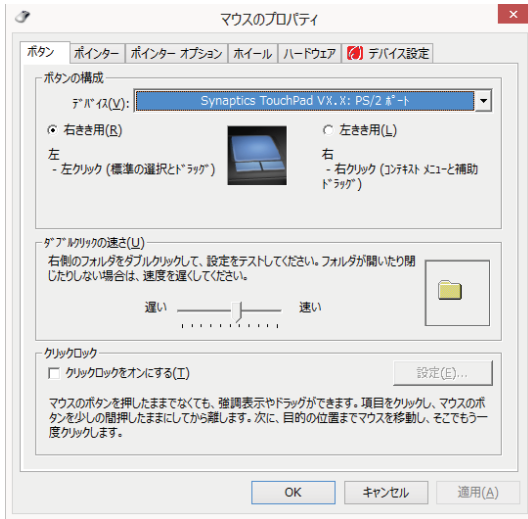 マウスのプロパティ
ボタン ポインター ポインター オプション ホイール ハードウェア デバイス設定
ボタンの構成
ﾃﾞﾊﾞｲｽ(V): Synaptics TouchPad VX.X: PS/2 ﾎﾟｰﾄ
右きき用(R) 左きき用(L)
左 右
- 左クリック (標準の選択とﾄﾞﾗｯｸﾞ) - 右クリック (ｺﾝﾃｷｽﾄ ﾒﾆｭｰと補助
ﾄﾞﾗｯｸﾞ)
ﾀﾞﾌﾞﾙｸﾘｯｸの速さ(U)
右側のフォルダをダブルクリックして、設定をテストしてください。フォルダが開いたり閉
じたりしない場合は、速度を遅くしてください。
遅い 速い
クリックロック
クリックロックをオンにする(T) 設定(E)...
マウスのボタンを押したままでなくても、強調表示やドラッグができます。項目をクリックし、マウスのボ
タンを少しの間押したままにしてから離します。次に、目的の位置までマウスを移動し、そこでもう一
度クリックします。
OK キャンセル 適用(A)